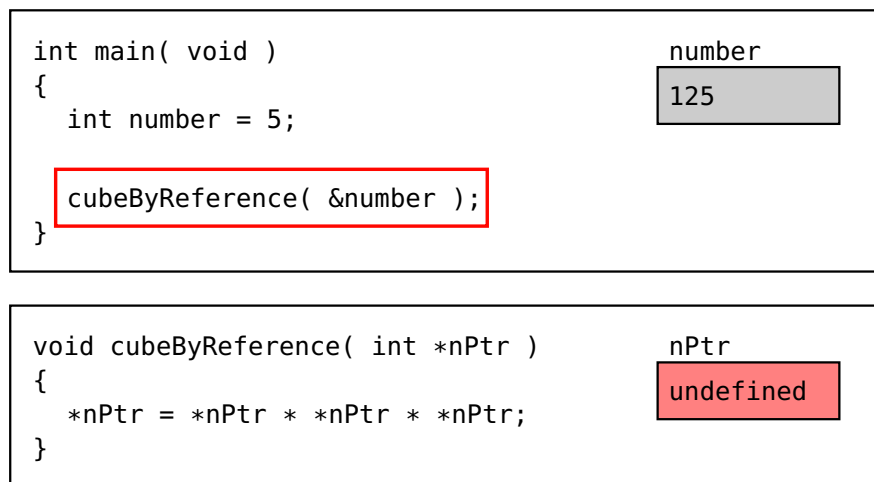 int main( void )
number
{
125
int number = 5;
cubeByReference( &number );
}
void cubeByReference( int *nPtr )
nPtr
{
undefined
*nPtr = *nPtr * *nPtr * *nPtr;
}